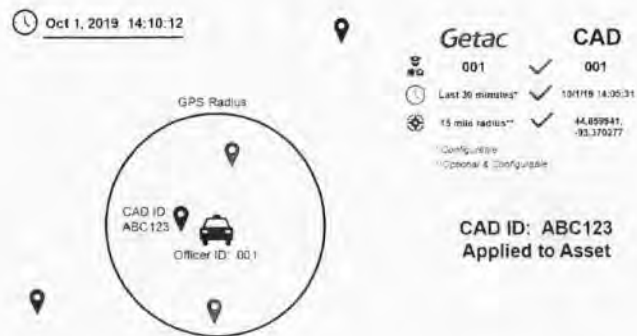 Oct 1, 2019 14:10:12
Getac CAD
001 001
Last 30 minutes* 10/1/19 14:05:31
15 mile radius** 44.859941,
-93.370277
*Configurable
**Optional & Configurable
GPS Radius
CAD ID
ABC123
Officer ID: 001
CAD ID: ABC123
Applied to Asset